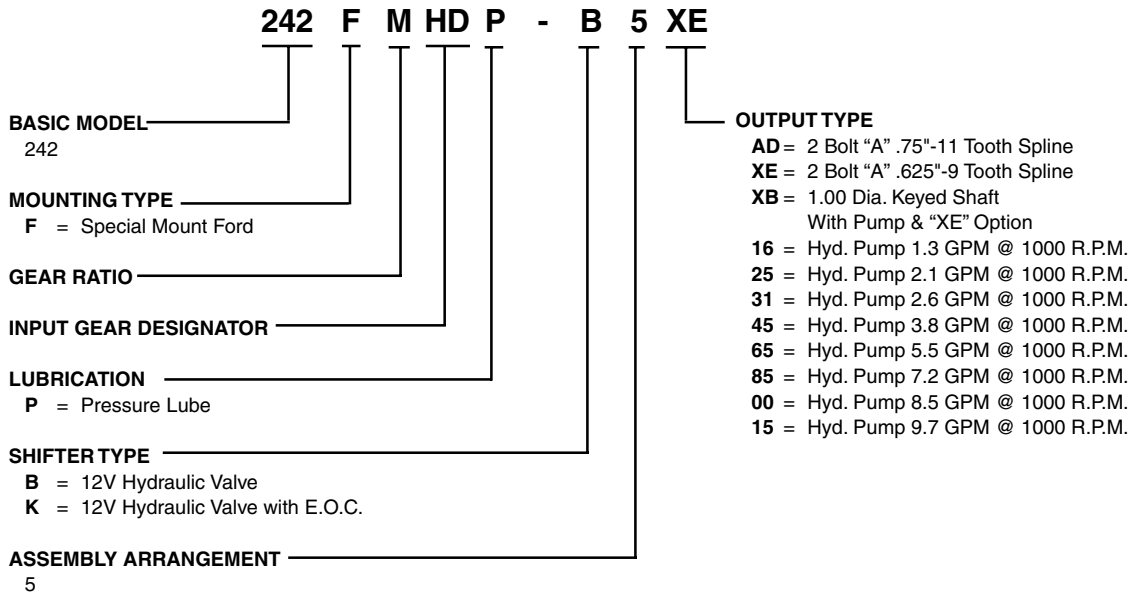 242 F M HD P - B 5 XE
BASIC MODEL
242
MOUNTING TYPE
F = Special Mount Ford
GEAR RATIO
INPUT GEAR DESIGNATOR
LUBRICATION
P = Pressure Lube
SHIFTER TYPE
B = 12V Hydraulic Valve
K = 12V Hydraulic Valve with E.O.C.
ASSEMBLY ARRANGEMENT
5
OUTPUT TYPE
AD = 2 Bolt “A” .75"-11 Tooth Spline
XE = 2 Bolt “A” .625"-9 Tooth Spline
XB = 1.00 Dia. Keyed Shaft
With Pump & “XE” Option
16 = Hyd. Pump 1.3 GPM @ 1000 R.P.M.
25 = Hyd. Pump 2.1 GPM @ 1000 R.P.M.
31 = Hyd. Pump 2.6 GPM @ 1000 R.P.M.
45 = Hyd. Pump 3.8 GPM @ 1000 R.P.M.
65 = Hyd. Pump 5.5 GPM @ 1000 R.P.M.
85 = Hyd. Pump 7.2 GPM @ 1000 R.P.M.
00 = Hyd. Pump 8.5 GPM @ 1000 R.P.M.
15 = Hyd. Pump 9.7 GPM @ 1000 R.P.M.